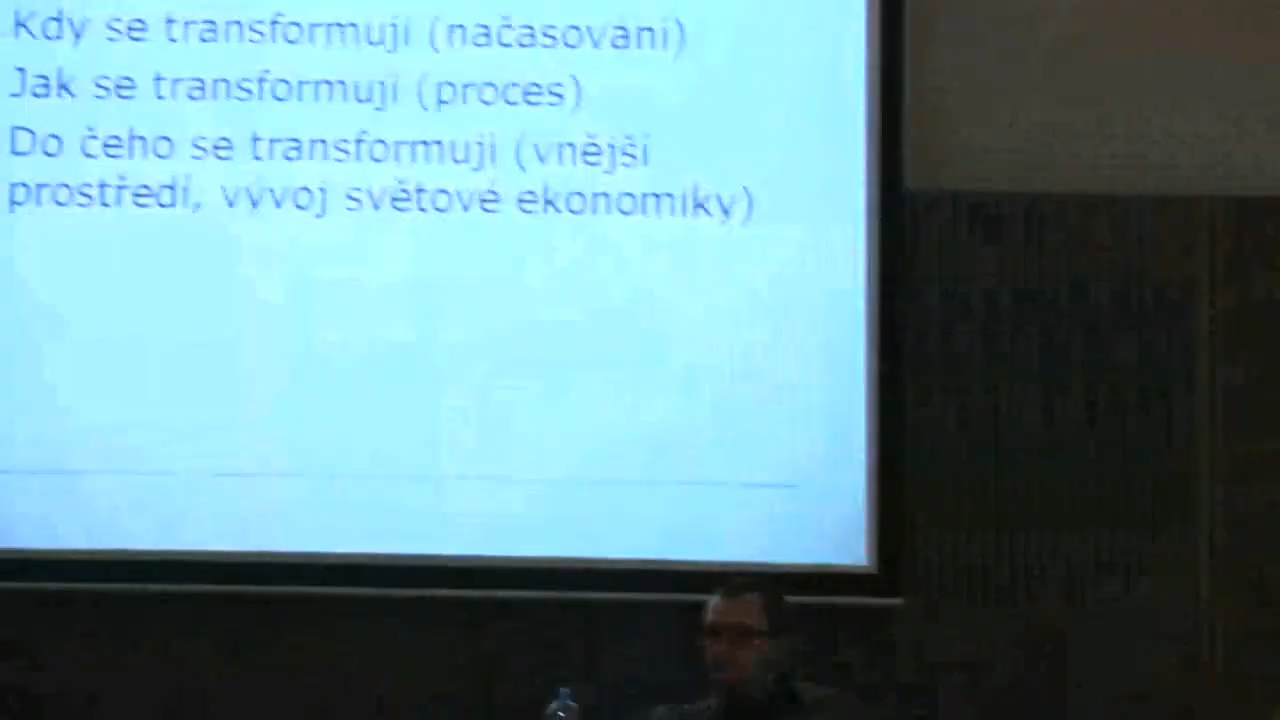 Kdy se transformují (načasování)
Jak se transformují (proces)
Do čeho se transformují (vnější
prostředí, vývoj světové ekonomiky)